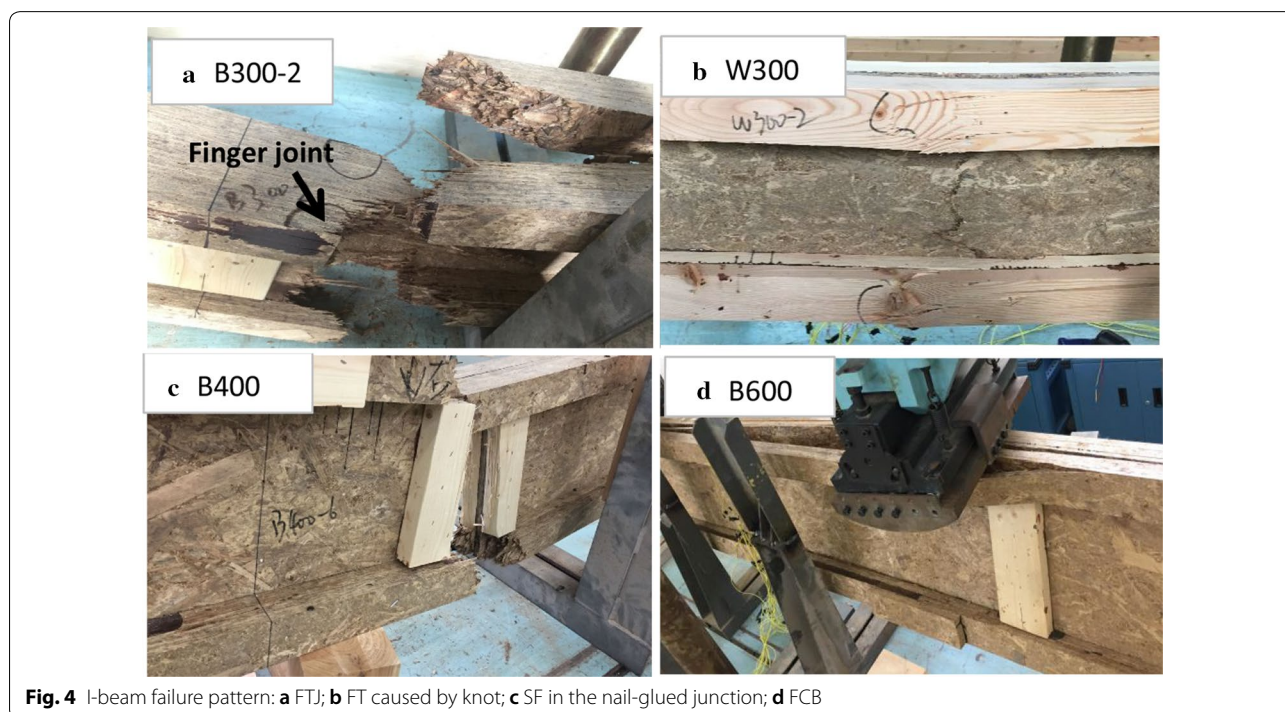 a B300-2
Finger joint
B300
b W300
W300-2
c B400
B400-6
d B600
Fig. 4 I-beam failure pattern: a FTJ; b FT caused by knot; c SF in the nail-glued junction; d FCB